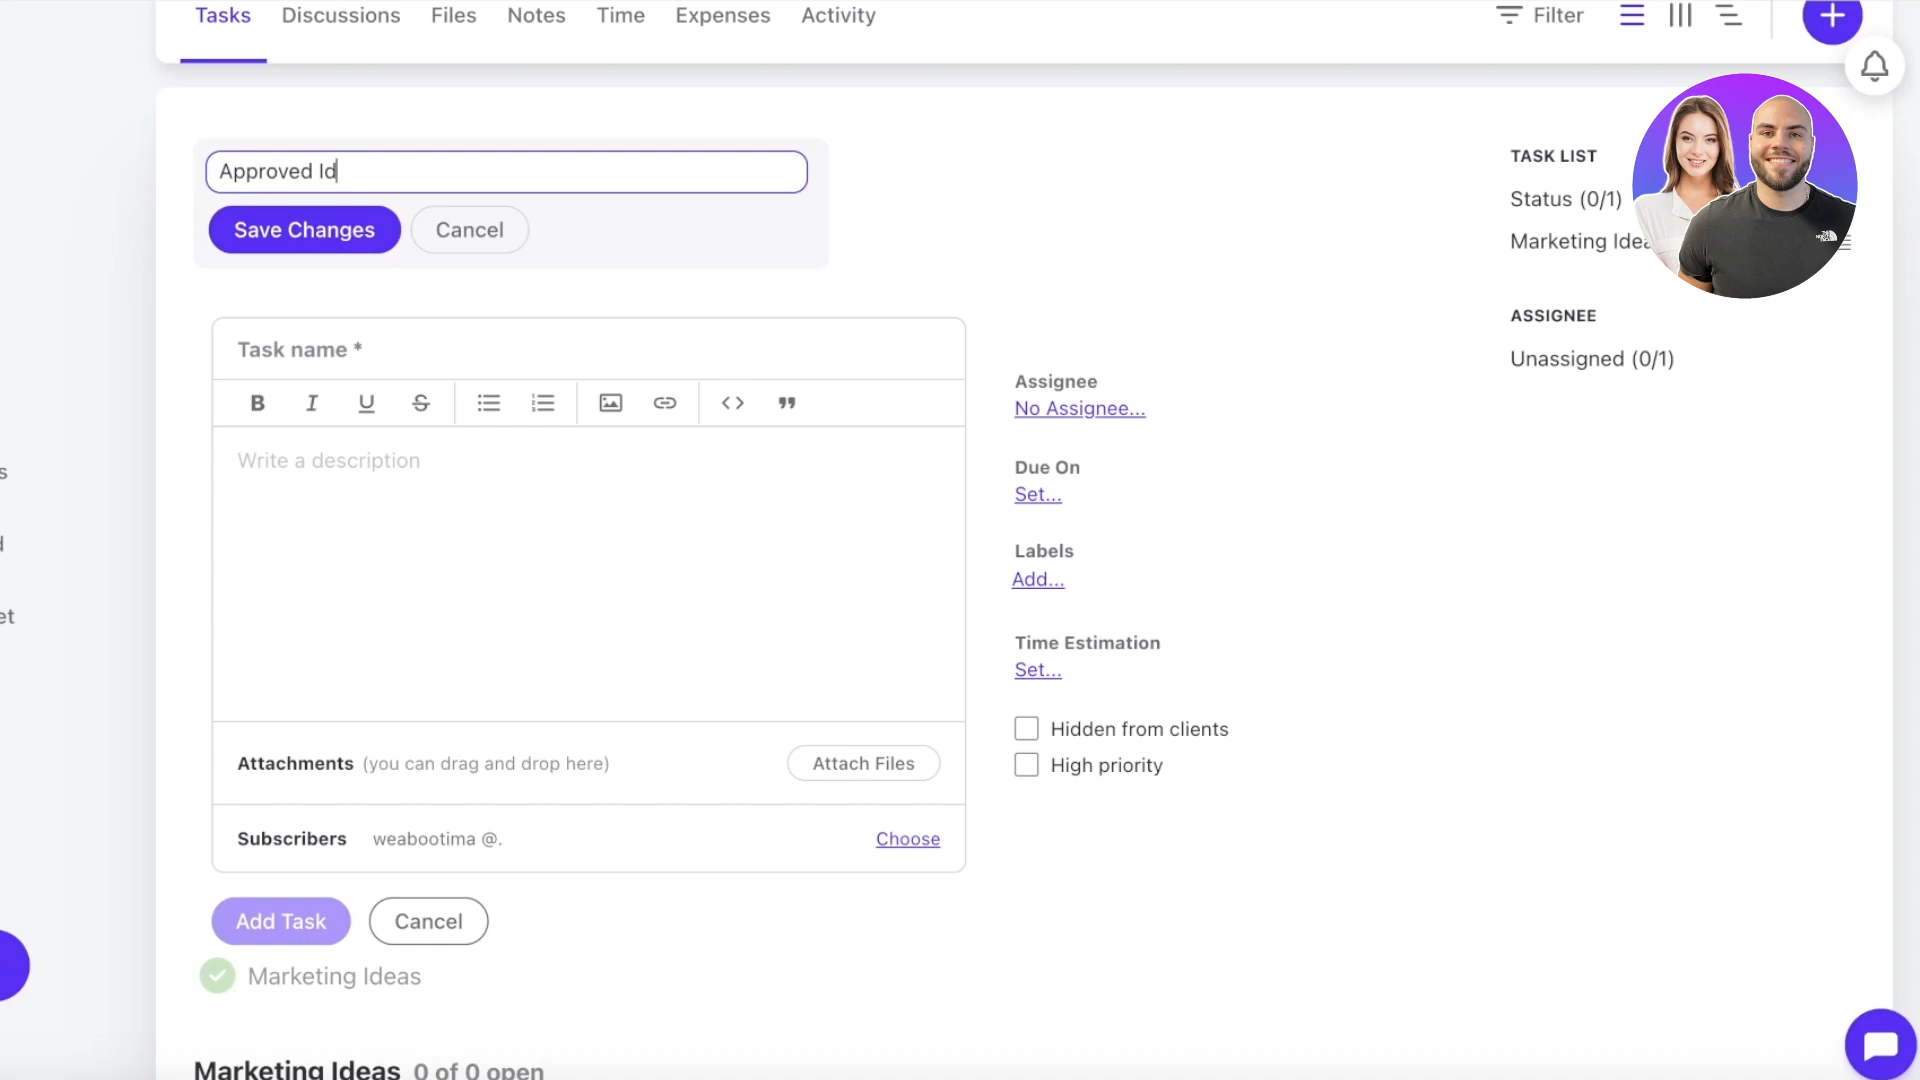 Tasks Discussions Files Notes Time Expenses Activity
Filter
Approved Id
Save Changes Cancel
TASK LIST
Status (0/1)
Marketing Idea
ASSIGNEE
Unassigned (0/1)
Task name *
B I U S
Write a description
Attachments (you can drag and drop here) Attach Files
Subscribers weabootima @. Choose
Add Task Cancel
Assignee
No Assignee...
Due On
Set...
Labels
Add...
Time Estimation
Set...
Hidden from clients
High priority
Marketing Ideas
Marketing Ideas 0 of 0 open
s
d
et